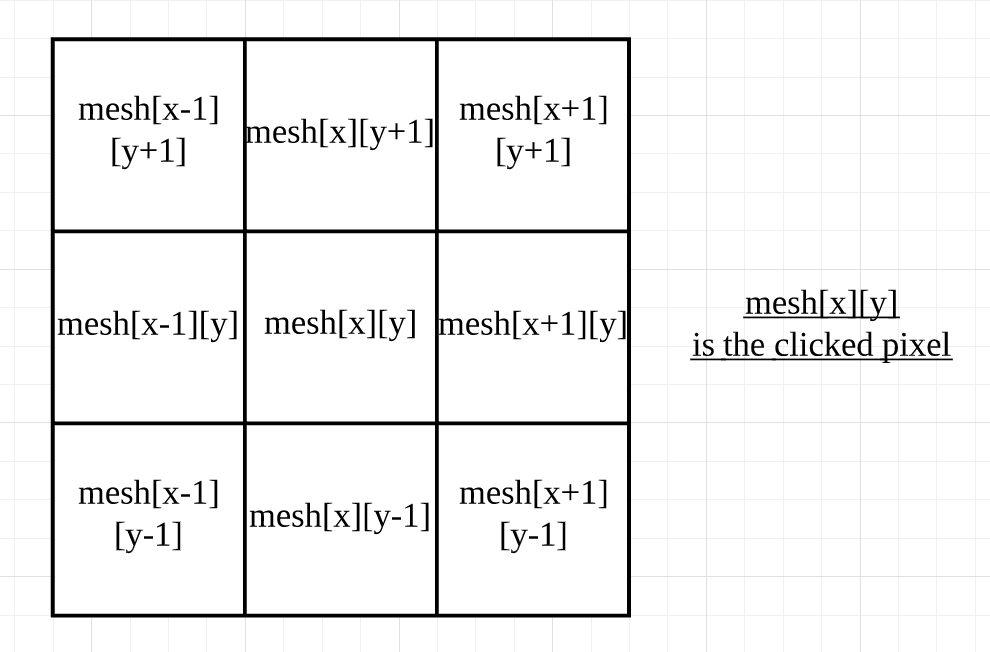 mesh[x-1]
[y+1]
mesh[x][y+1]
mesh[x+1]
[y+1]
mesh[x-1][y]
mesh[x][y]
mesh[x+1][y]
mesh[x][y]
is the clicked pixel
mesh[x-1]
[y-1]
mesh[x][y-1]
mesh[x+1]
[y-1]